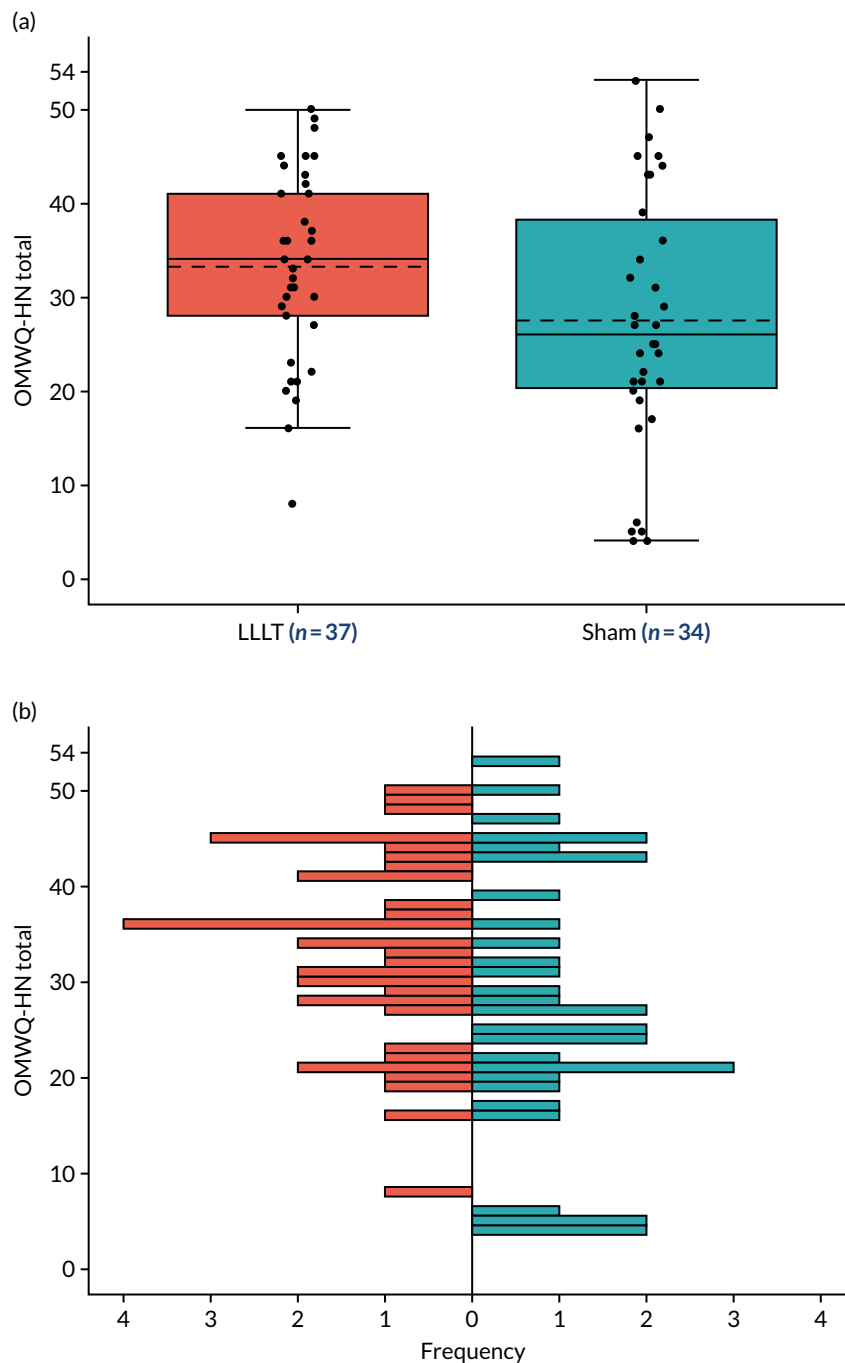 (a)
54
50
40
30
20
10
0
OMWQ-HN total
LLLT (n = 37)
Sham (n = 34)
(b)
54
50
40
30
20
10
0
OMWQ-HN total
4 3 2 1 0 1 2 3 4
Frequency